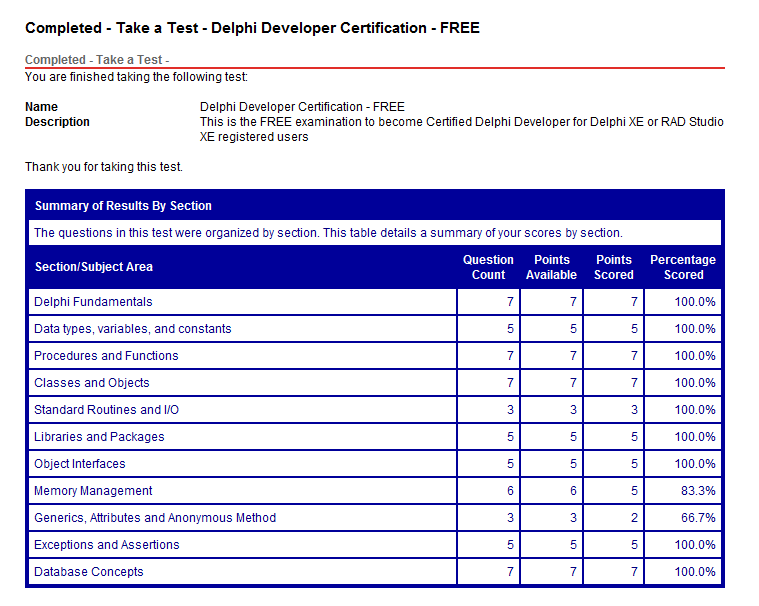 Completed - Take a Test - Delphi Developer Certification - FREE
Completed - Take a Test -
You are finished taking the following test:
Name Delphi Developer Certification - FREE
Description This is the FREE examination to become Certified Delphi Developer for Delphi XE or RAD Studio
XE registered users
Thank you for taking this test.
Summary of Results By Section
The questions in this test were organized by section. This table details a summary of your scores by section.
Section/Subject Area Question Count Points Available Points Scored Percentage Scored
Delphi Fundamentals 7 7 7 100.0%
Data types, variables, and constants 5 5 5 100.0%
Procedures and Functions 7 7 7 100.0%
Classes and Objects 7 7 7 100.0%
Standard Routines and I/O 3 3 3 100.0%
Libraries and Packages 5 5 5 100.0%
Object Interfaces 5 5 5 100.0%
Memory Management 6 6 5 83.3%
Generics, Attributes and Anonymous Method 3 3 2 66.7%
Exceptions and Assertions 5 5 5 100.0%
Database Concepts 7 7 7 100.0%